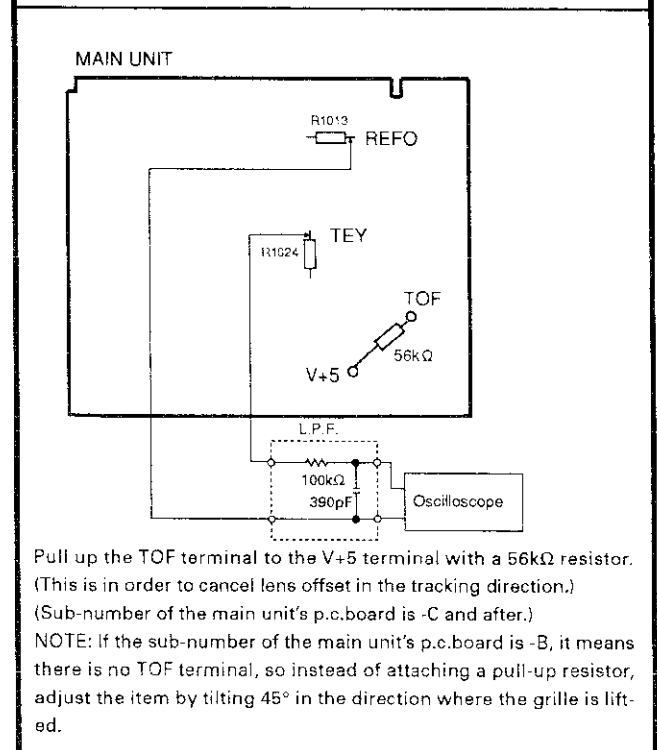 MAIN UNIT
R1013
REFO
TEY
R1024
TOF
56kΩ
V+5
L.P.F.
100kΩ
390pF
Oscilloscope
Pull up the TOF terminal to the V+5 terminal with a 56kΩ resistor.
(This is in order to cancel lens offset in the tracking direction.)
(Sub-number of the main unit's p.c.board is -C and after.)
NOTE: If the sub-number of the main unit's p.c.board is -B, it means
there is no TOF terminal, so instead of attaching a pull-up resistor,
adjust the item by tilting 45° in the direction where the grille is lift-
ed.